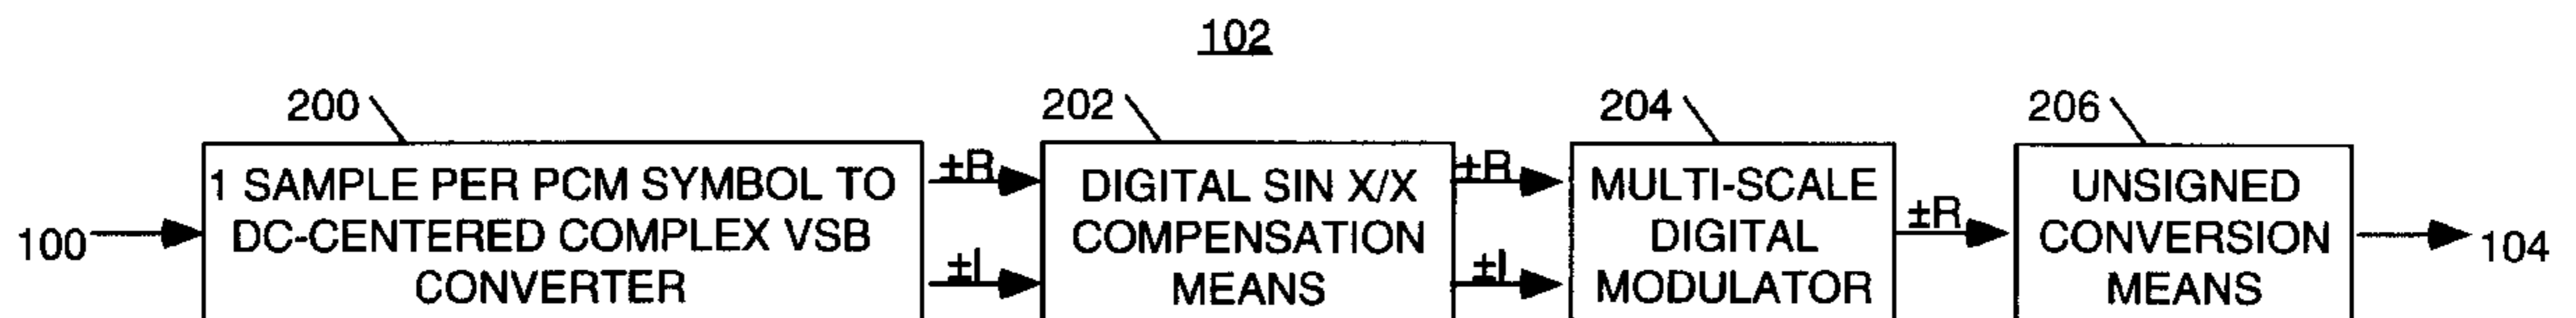 102
200
202
204
206
100
1 SAMPLE PER PCM SYMBOL TO
DC-CENTERED COMPLEX VSB
CONVERTER
±R
±I
DIGITAL SIN X/X
COMPENSATION
MEANS
±R
±I
MULTI-SCALE
DIGITAL
MODULATOR
±R
UNSIGNED
CONVERSION
MEANS
104